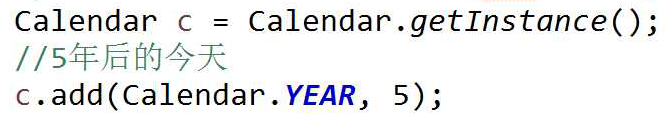 Calendar c = Calendar.getInstance();
//5年后的今天
c.add(Calendar.YEAR, 5);